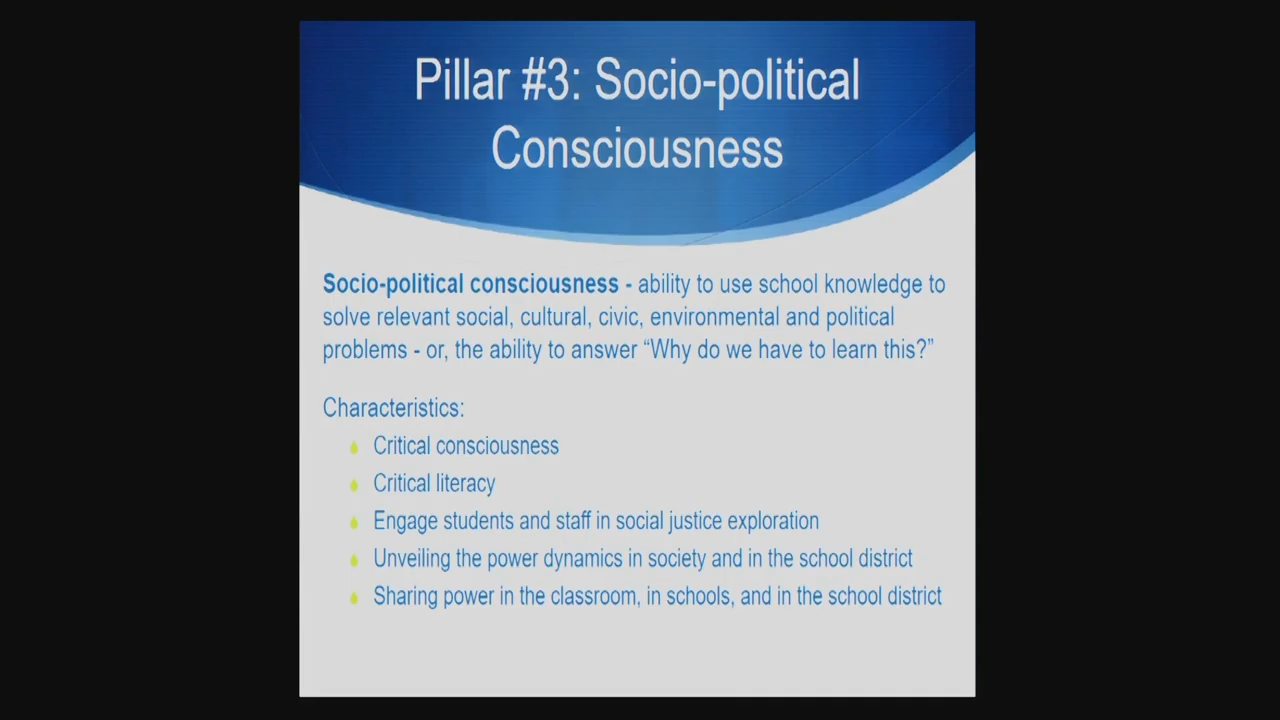 Pillar #3: Socio-political
Consciousness
Socio-political consciousness - ability to use school knowledge to
solve relevant social, cultural, civic, environmental and political
problems - or, the ability to answer “Why do we have to learn this?”
Characteristics:
Critical consciousness
Critical literacy
Engage students and staff in social justice exploration
Unveiling the power dynamics in society and in the school district
Sharing power in the classroom, in schools, and in the school district